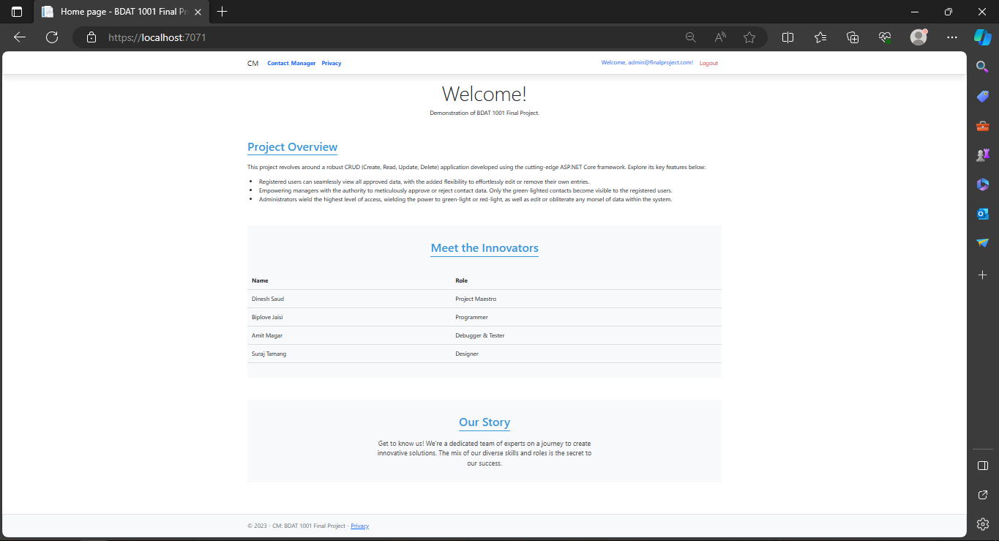 Home page - BDAT 1001 Final Pr
https://localhost:7071
CM Contact Manager Privacy Welcome, admin@finalproject.com! Logout
Welcome!
Demonstration of BDAT 1001 Final Project.
Project Overview
This project revolves around a robust CRUD (Create, Read, Update, Delete) application developed using the cutting-edge ASP.NET Core framework. Explore its key features below:
• Registered users can seamlessly view all approved data, with the added flexibility to effortlessly edit or remove their own entries.
• Empowering managers with the authority to meticulously approve or reject contact data. Only the green-lighted contacts become visible to the registered users.
• Administrators wield the highest level of access, wielding the power to green-light or red-light, as well as edit or obliterate any morsel of data within the system.
Meet the Innovators
Name Role
Dinesh Saud Project Maestro
Biplove Jaisi Programmer
Amit Magar Debugger & Tester
Suraj Tamang Designer
Our Story
Get to know us! We're a dedicated team of experts on a journey to create
innovative solutions. The mix of our diverse skills and roles is the secret to
our success.
© 2023 - CM: BDAT 1001 Final Project - Privacy